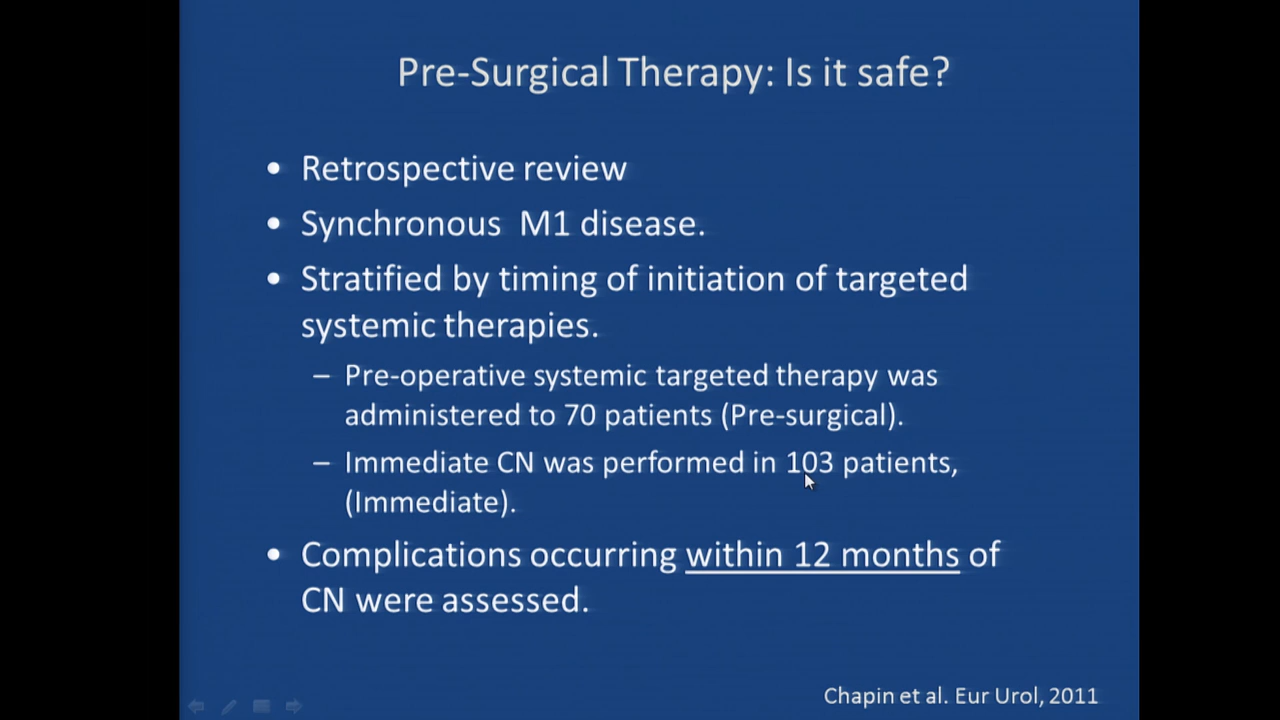 Pre-Surgical Therapy: Is it safe?
• Retrospective review
• Synchronous M1 disease.
• Stratified by timing of initiation of targeted
systemic therapies.
– Pre-operative systemic targeted therapy was
administered to 70 patients (Pre-surgical).
– Immediate CN was performed in 103 patients,
(Immediate).
• Complications occurring within 12 months of
CN were assessed.
Chapin et al. Eur Urol, 2011